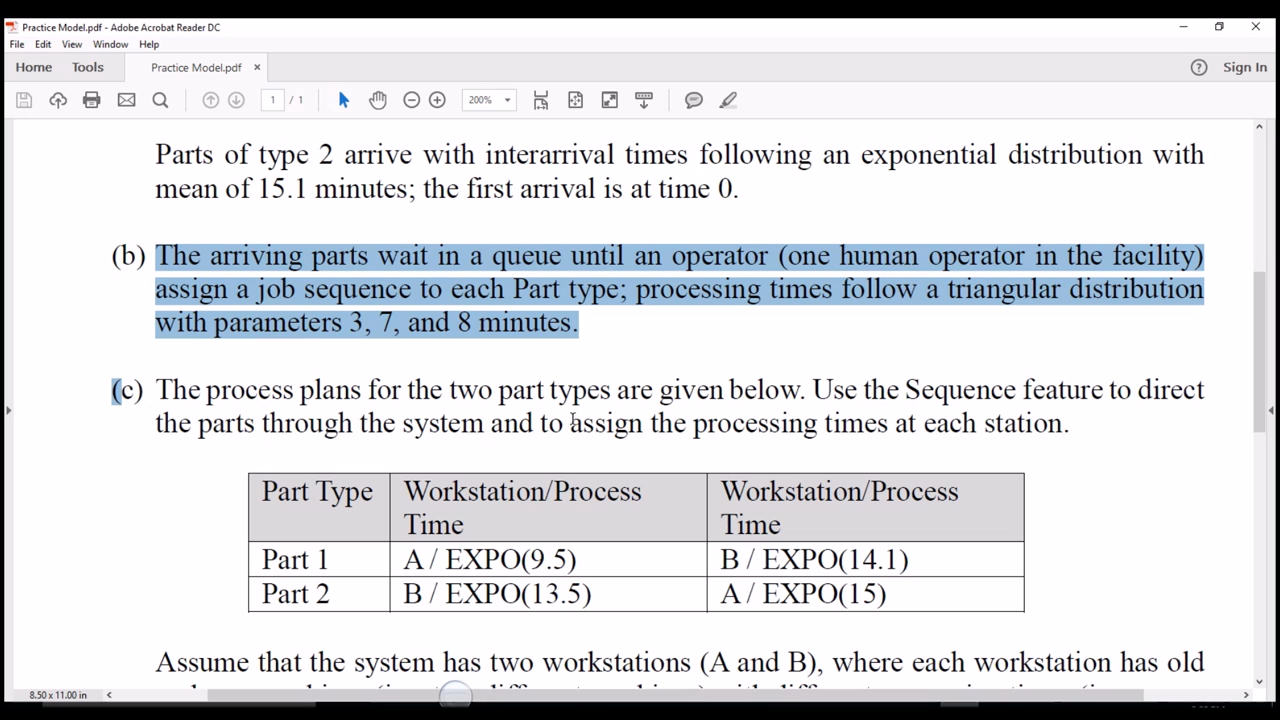 Practice Model.pdf - Adobe Acrobat Reader DC
File Edit View Window Help
Home Tools Practice Model.pdf × Sign In
1 / 1 200%
Parts of type 2 arrive with interarrival times following an exponential distribution with
mean of 15.1 minutes; the first arrival is at time 0.
(b) The arriving parts wait in a queue until an operator (one human operator in the facility)
assign a job sequence to each Part type; processing times follow a triangular distribution
with parameters 3, 7, and 8 minutes.
(c) The process plans for the two part types are given below. Use the Sequence feature to direct
the parts through the system and to assign the processing times at each station.
Part Type Workstation/Process Workstation/Process
Time Time
Part 1 A / EXPO(9.5) B / EXPO(14.1)
Part 2 B / EXPO(13.5) A / EXPO(15)
Assume that the system has two workstations (A and B), where each workstation has old
8.50 x 11.00 in